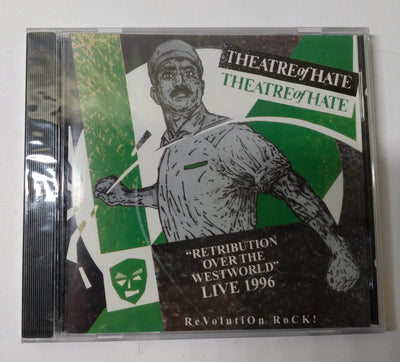 THEATRE of HATE
THEATRE of HATE
"RETRIBUTION
OVER THE
WESTWORLD"
LIVE 1996
ReVolutiOn RoCK!